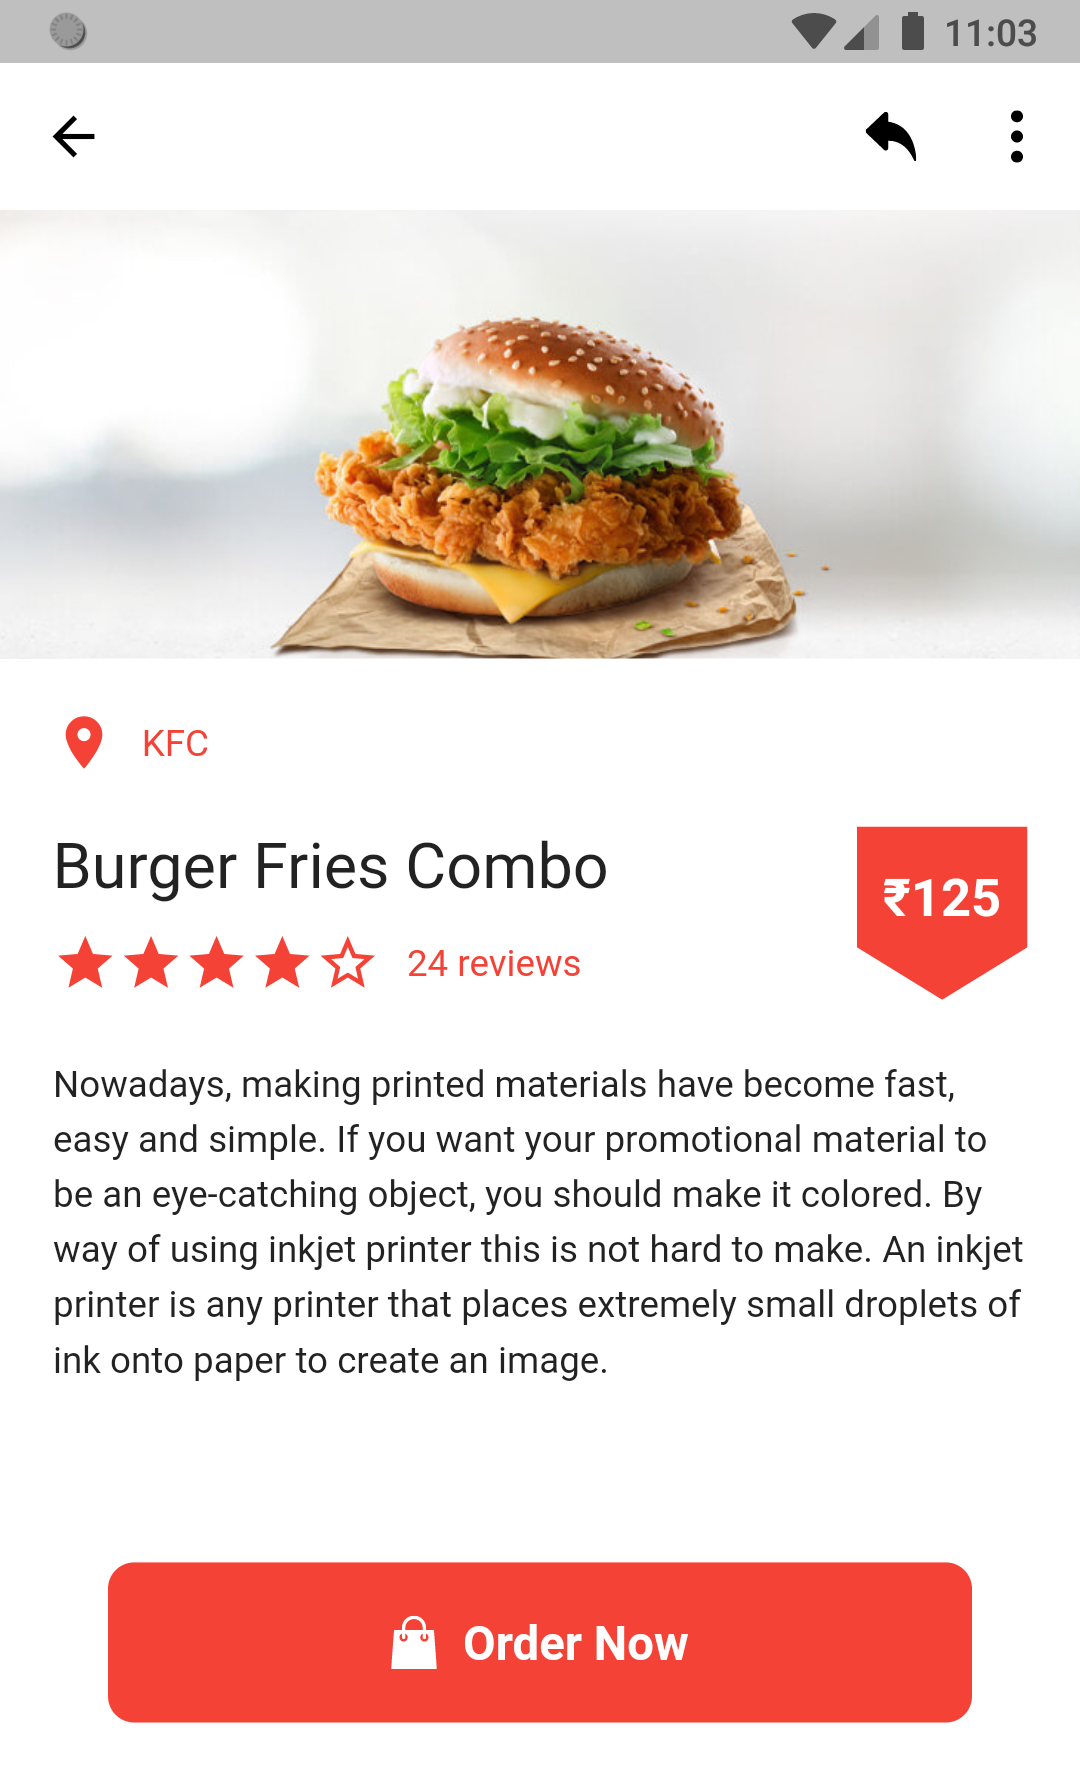 11:03
KFC
Burger Fries Combo
₹125
24 reviews
Nowadays, making printed materials have become fast,
easy and simple. If you want your promotional material to
be an eye-catching object, you should make it colored. By
way of using inkjet printer this is not hard to make. An inkjet
printer is any printer that places extremely small droplets of
ink onto paper to create an image.
Order Now